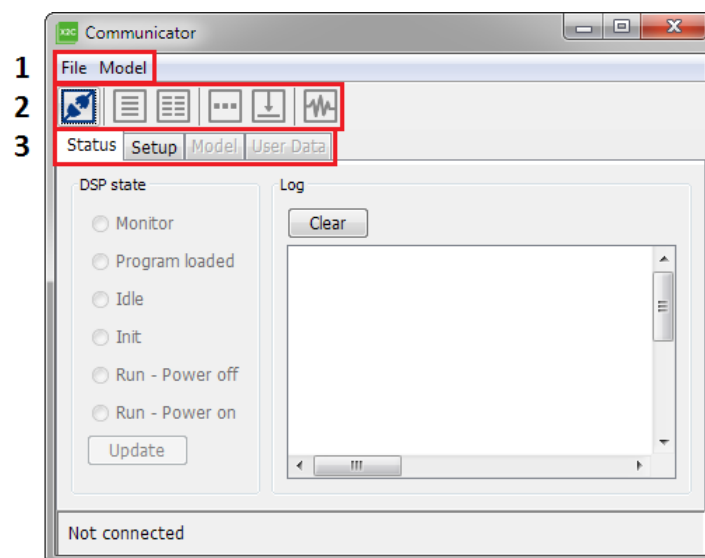 X2C Communicator
1 File Model
2
3 Status Setup Model User Data
DSP state
Monitor
Program loaded
Idle
Init
Run - Power off
Run - Power on
Update
Log
Clear
Not connected